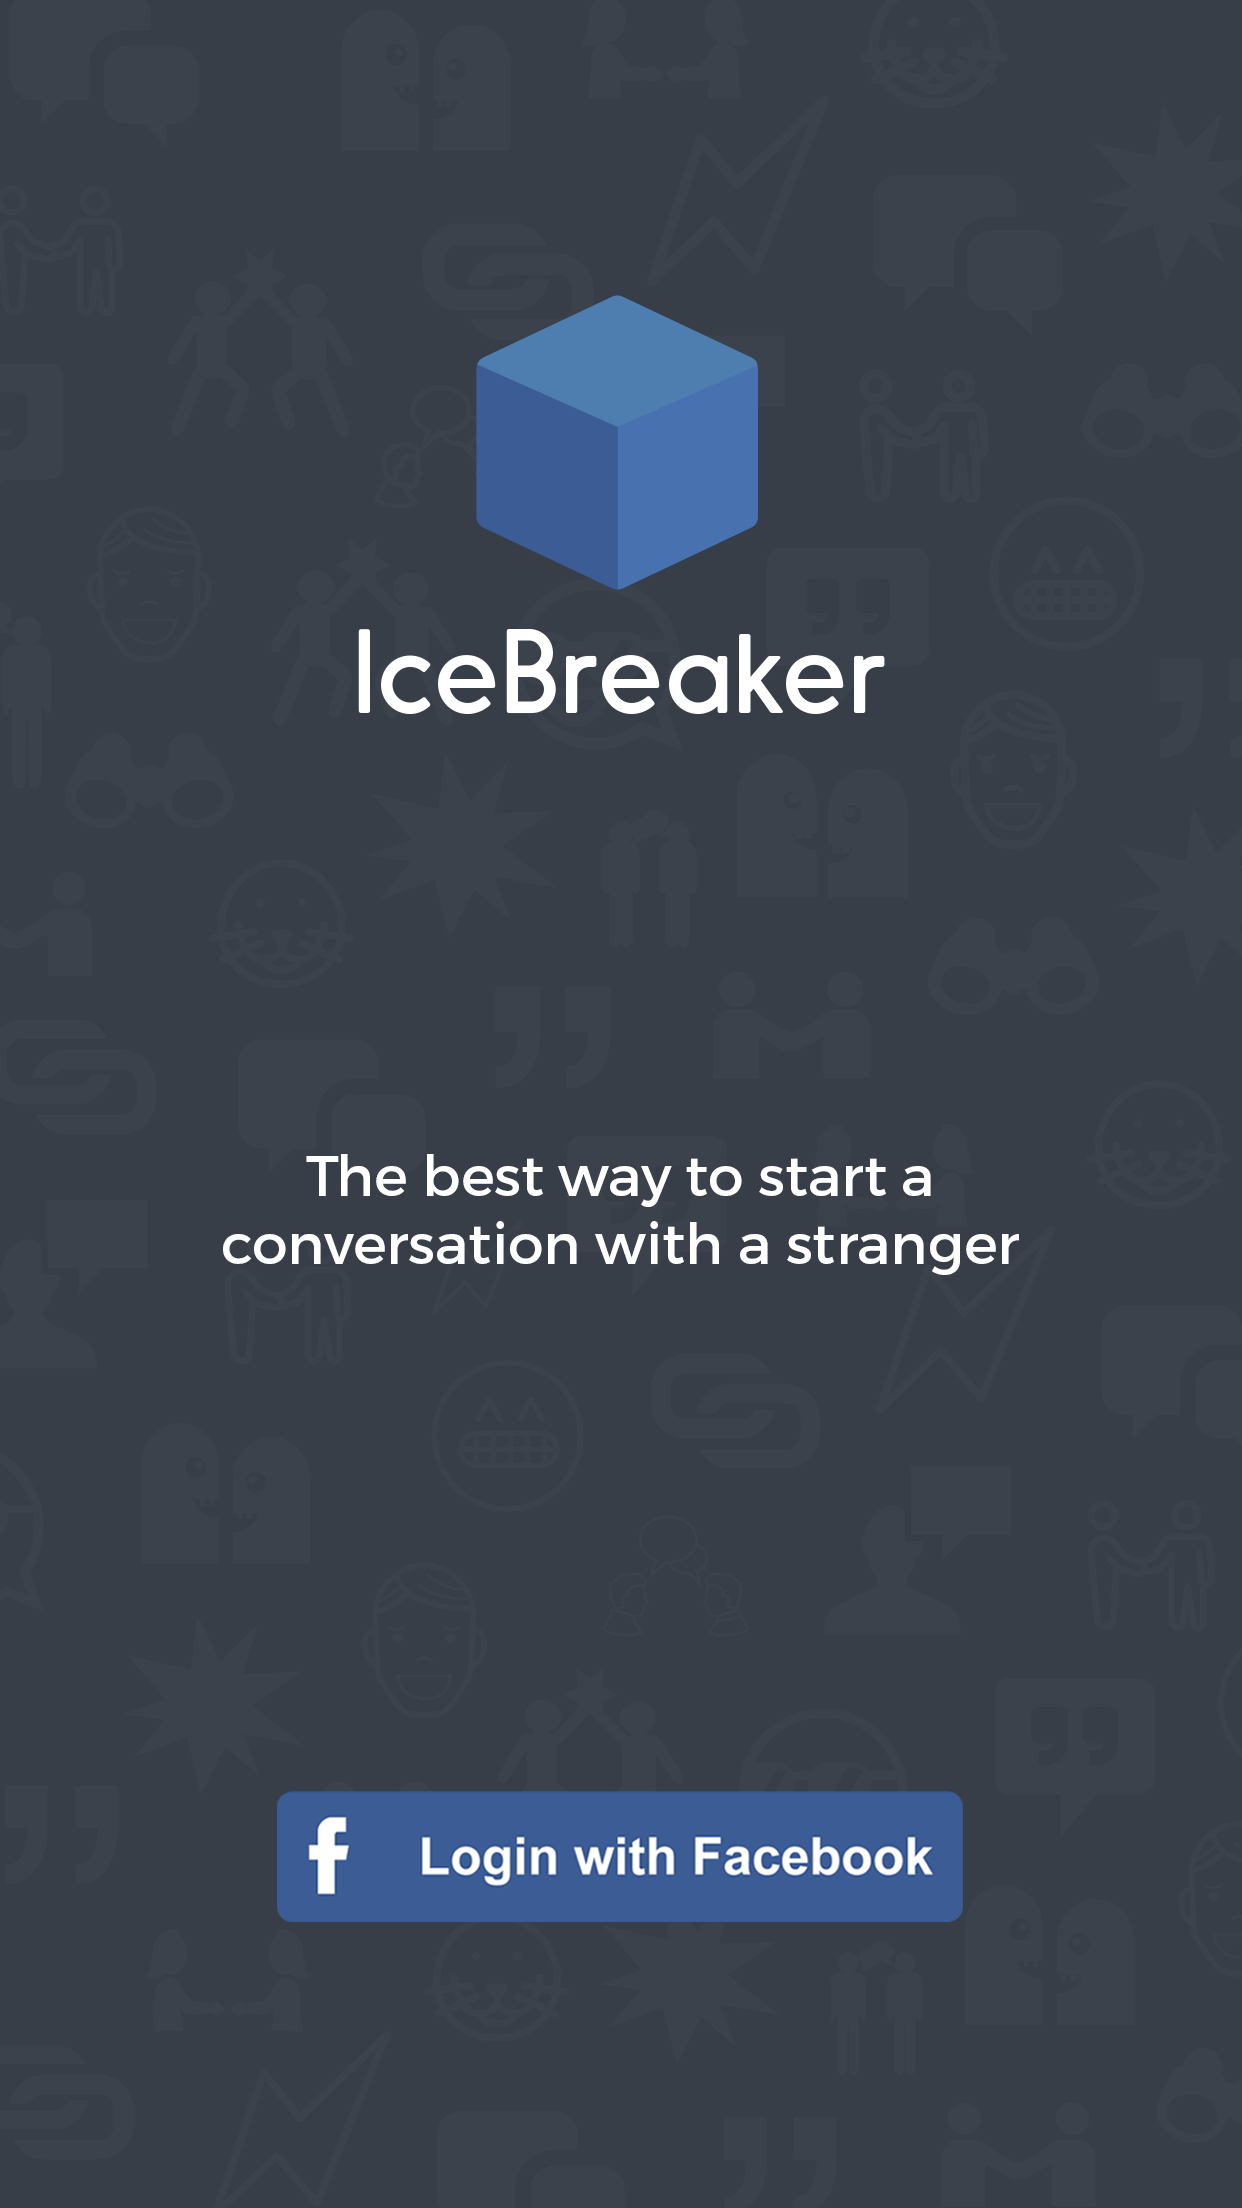 IceBreaker
The best way to start a
conversation with a stranger
f Login with Facebook